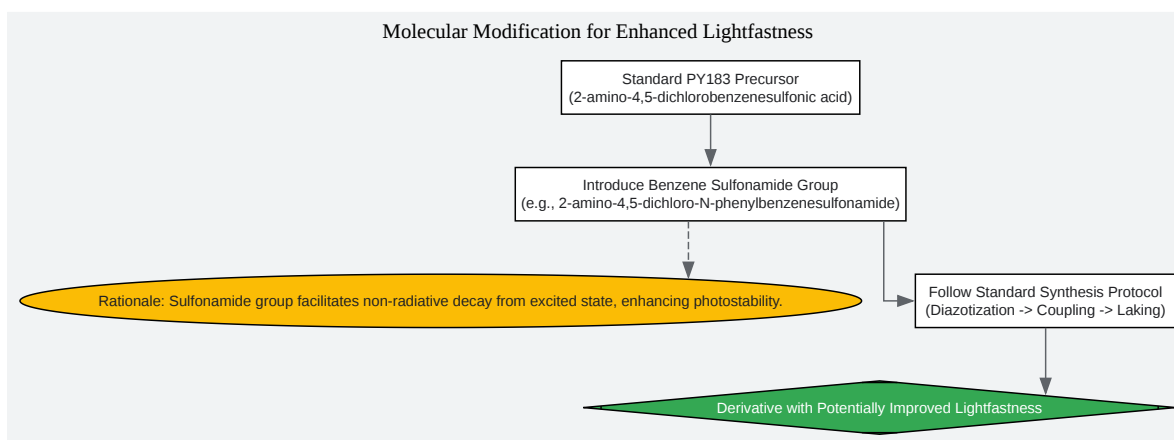 Molecular Modification for Enhanced Lightfastness
Standard PY183 Precursor
(2-amino-4,5-dichlorobenzenesulfonic acid)
Introduce Benzene Sulfonamide Group
(e.g., 2-amino-4,5-dichloro-N-phenylbenzenesulfonamide)
Rationale: Sulfonamide group facilitates non-radiative decay from excited state, enhancing photostability.
Follow Standard Synthesis Protocol
(Diazotization -> Coupling -> Laking)
Derivative with Potentially Improved Lightfastness